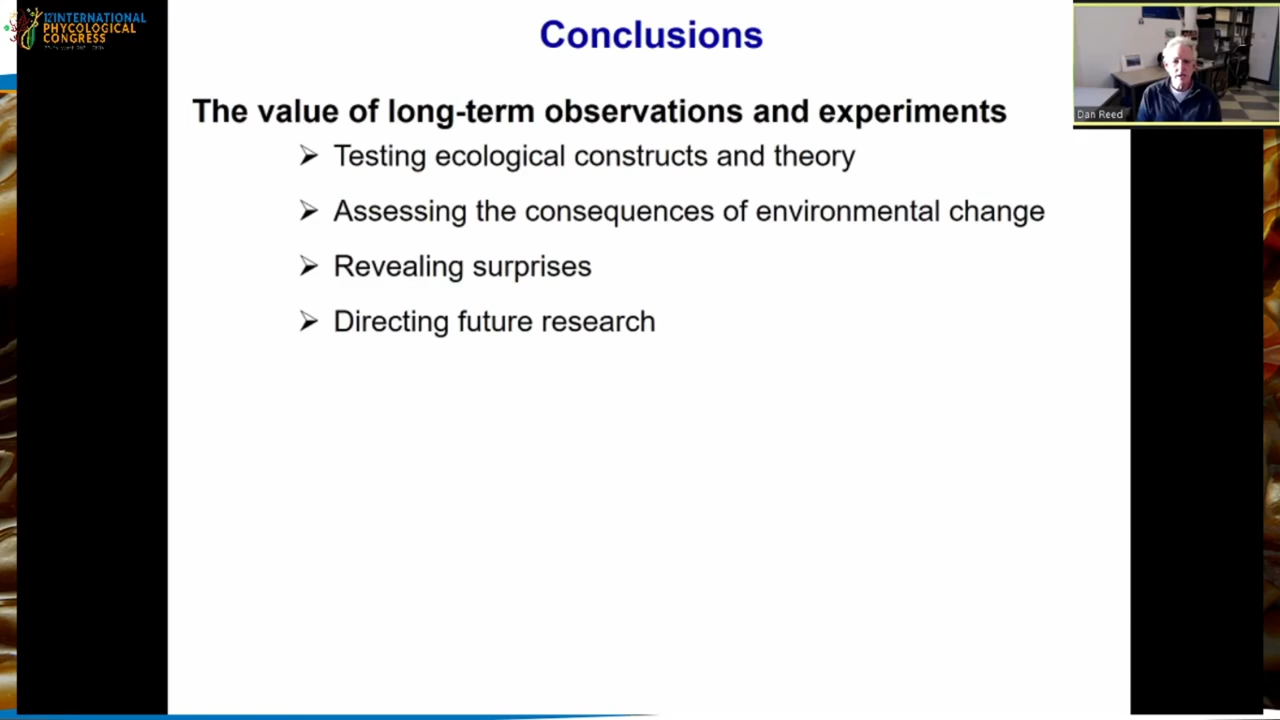 12th INTERNATIONAL
PHYCOLOGICAL
CONGRESS
Conclusions
Dan Reed
The value of long-term observations and experiments
➢ Testing ecological constructs and theory
➢ Assessing the consequences of environmental change
➢ Revealing surprises
➢ Directing future research